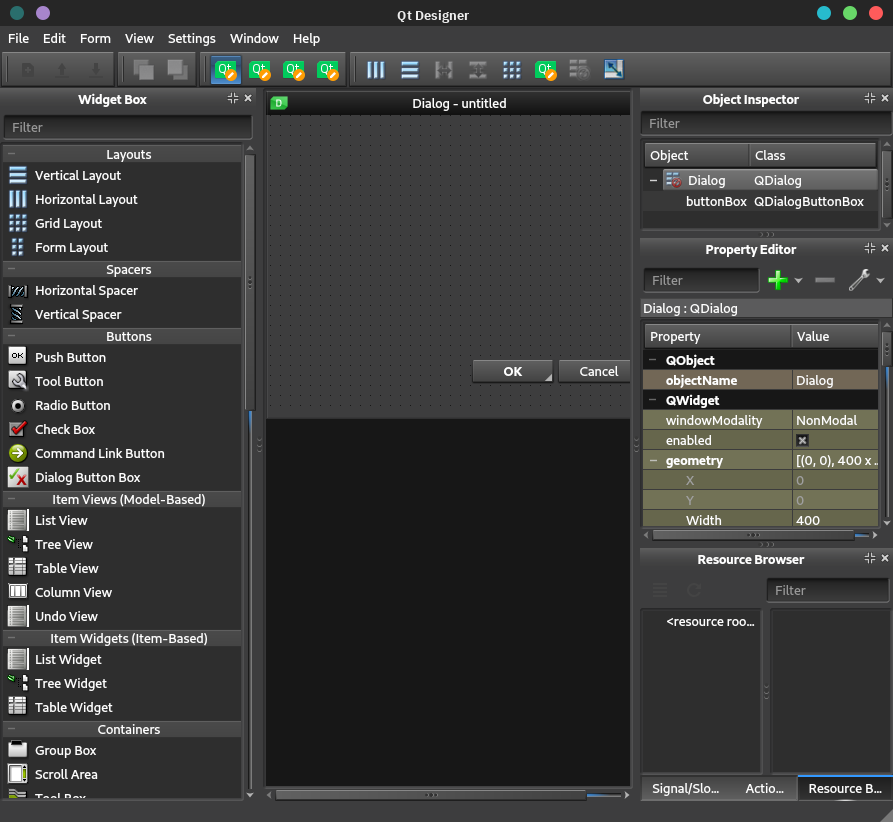 Qt Designer
File Edit Form View Settings Window Help
Qt Qt Qt Qt Qt
Widget Box
Filter
Layouts
Vertical Layout
Horizontal Layout
Grid Layout
Form Layout
Spacers
Horizontal Spacer
Vertical Spacer
Buttons
OK Push Button
Tool Button
Radio Button
Check Box
Command Link Button
Dialog Button Box
Item Views (Model-Based)
List View
Tree View
Table View
Column View
Undo View
Item Widgets (Item-Based)
List Widget
Tree Widget
Table Widget
Containers
Group Box
Scroll Area
Tool Box
D Dialog - untitled
OK Cancel
Object Inspector
Filter
Object Class
Dialog QDialog
buttonBox QDialogButtonBox
Property Editor
Filter
Dialog : QDialog
Property Value
QObject
objectName Dialog
QWidget
windowModality NonModal
enabled
geometry [(0, 0), 400 x ...
X 0
Y 0
Width 400
Resource Browser
Filter
<resource roo...
Signal/Slo... Actio... Resource B...